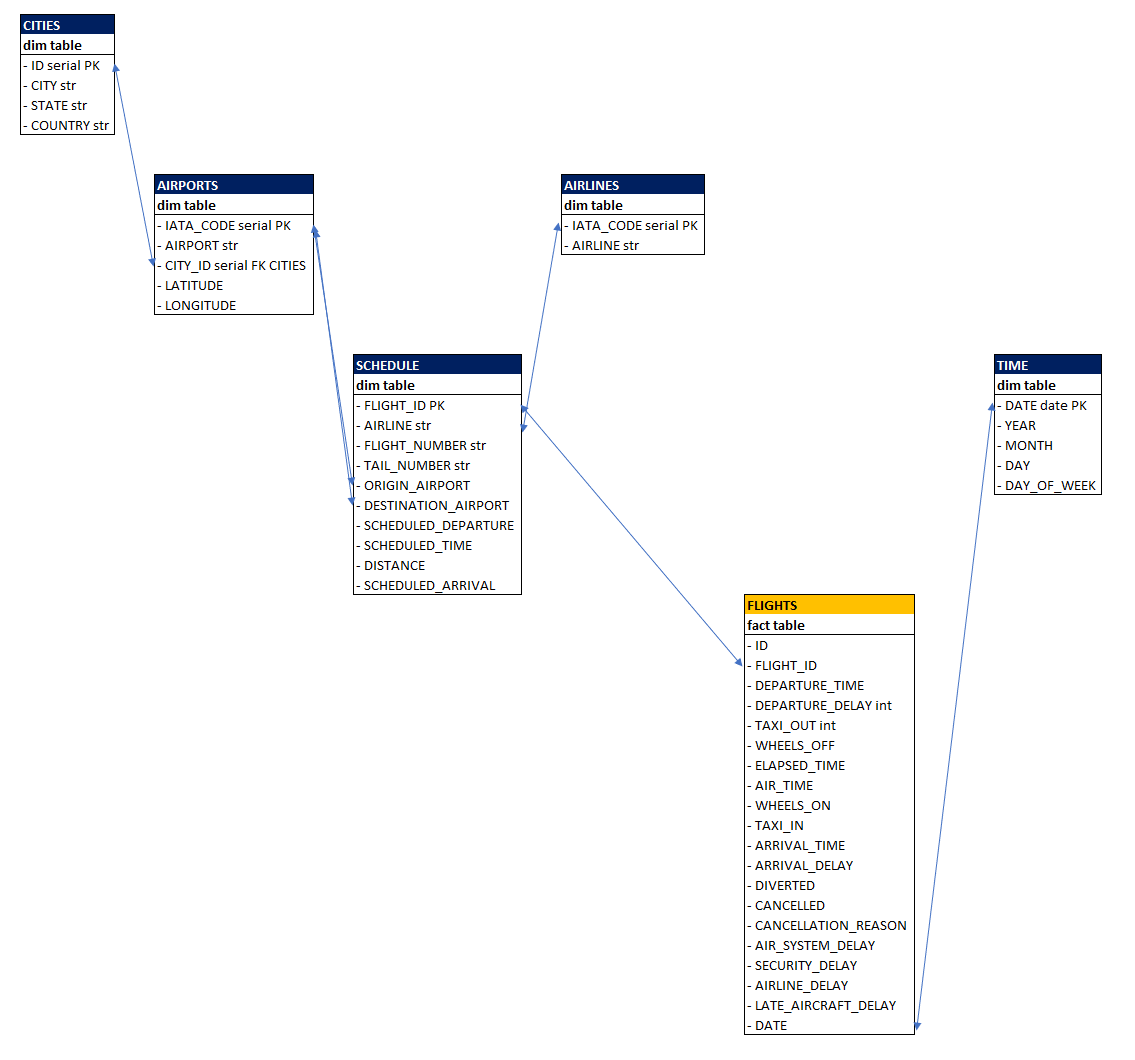 CITIES
dim table
- ID serial PK
- CITY str
- STATE str
- COUNTRY str
AIRPORTS
dim table
- IATA_CODE serial PK
- AIRPORT str
- CITY_ID serial FK CITIES
- LATITUDE
- LONGITUDE
AIRLINES
dim table
- IATA_CODE serial PK
- AIRLINE str
SCHEDULE
dim table
- FLIGHT_ID PK
- AIRLINE str
- FLIGHT_NUMBER str
- TAIL_NUMBER str
- ORIGIN_AIRPORT
- DESTINATION_AIRPORT
- SCHEDULED_DEPARTURE
- SCHEDULED_TIME
- DISTANCE
- SCHEDULED_ARRIVAL
TIME
dim table
- DATE date PK
- YEAR
- MONTH
- DAY
- DAY_OF_WEEK
FLIGHTS
fact table
- ID
- FLIGHT_ID
- DEPARTURE_TIME
- DEPARTURE_DELAY int
- TAXI_OUT int
- WHEELS_OFF
- ELAPSED_TIME
- AIR_TIME
- WHEELS_ON
- TAXI_IN
- ARRIVAL_TIME
- ARRIVAL_DELAY
- DIVERTED
- CANCELLED
- CANCELLATION_REASON
- AIR_SYSTEM_DELAY
- SECURITY_DELAY
- AIRLINE_DELAY
- LATE_AIRCRAFT_DELAY
- DATE